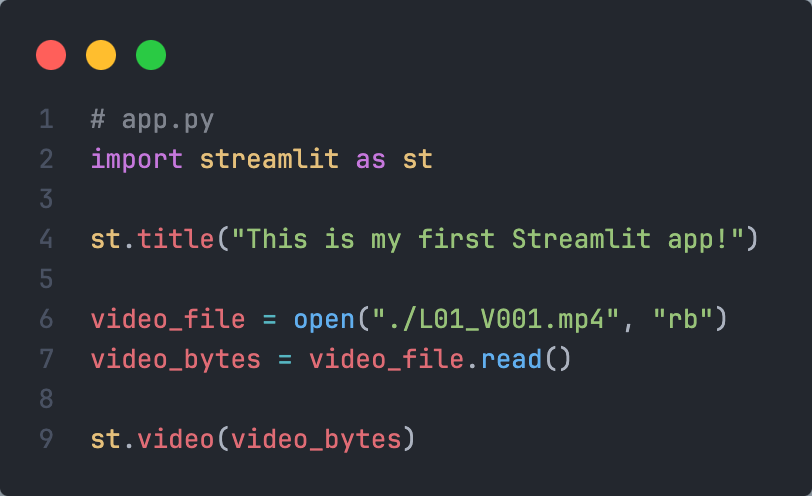 1 # app.py
2 import streamlit as st
3
4 st.title("This is my first Streamlit app!")
5
6 video_file = open("./L01_V001.mp4", "rb")
7 video_bytes = video_file.read()
8
9 st.video(video_bytes)